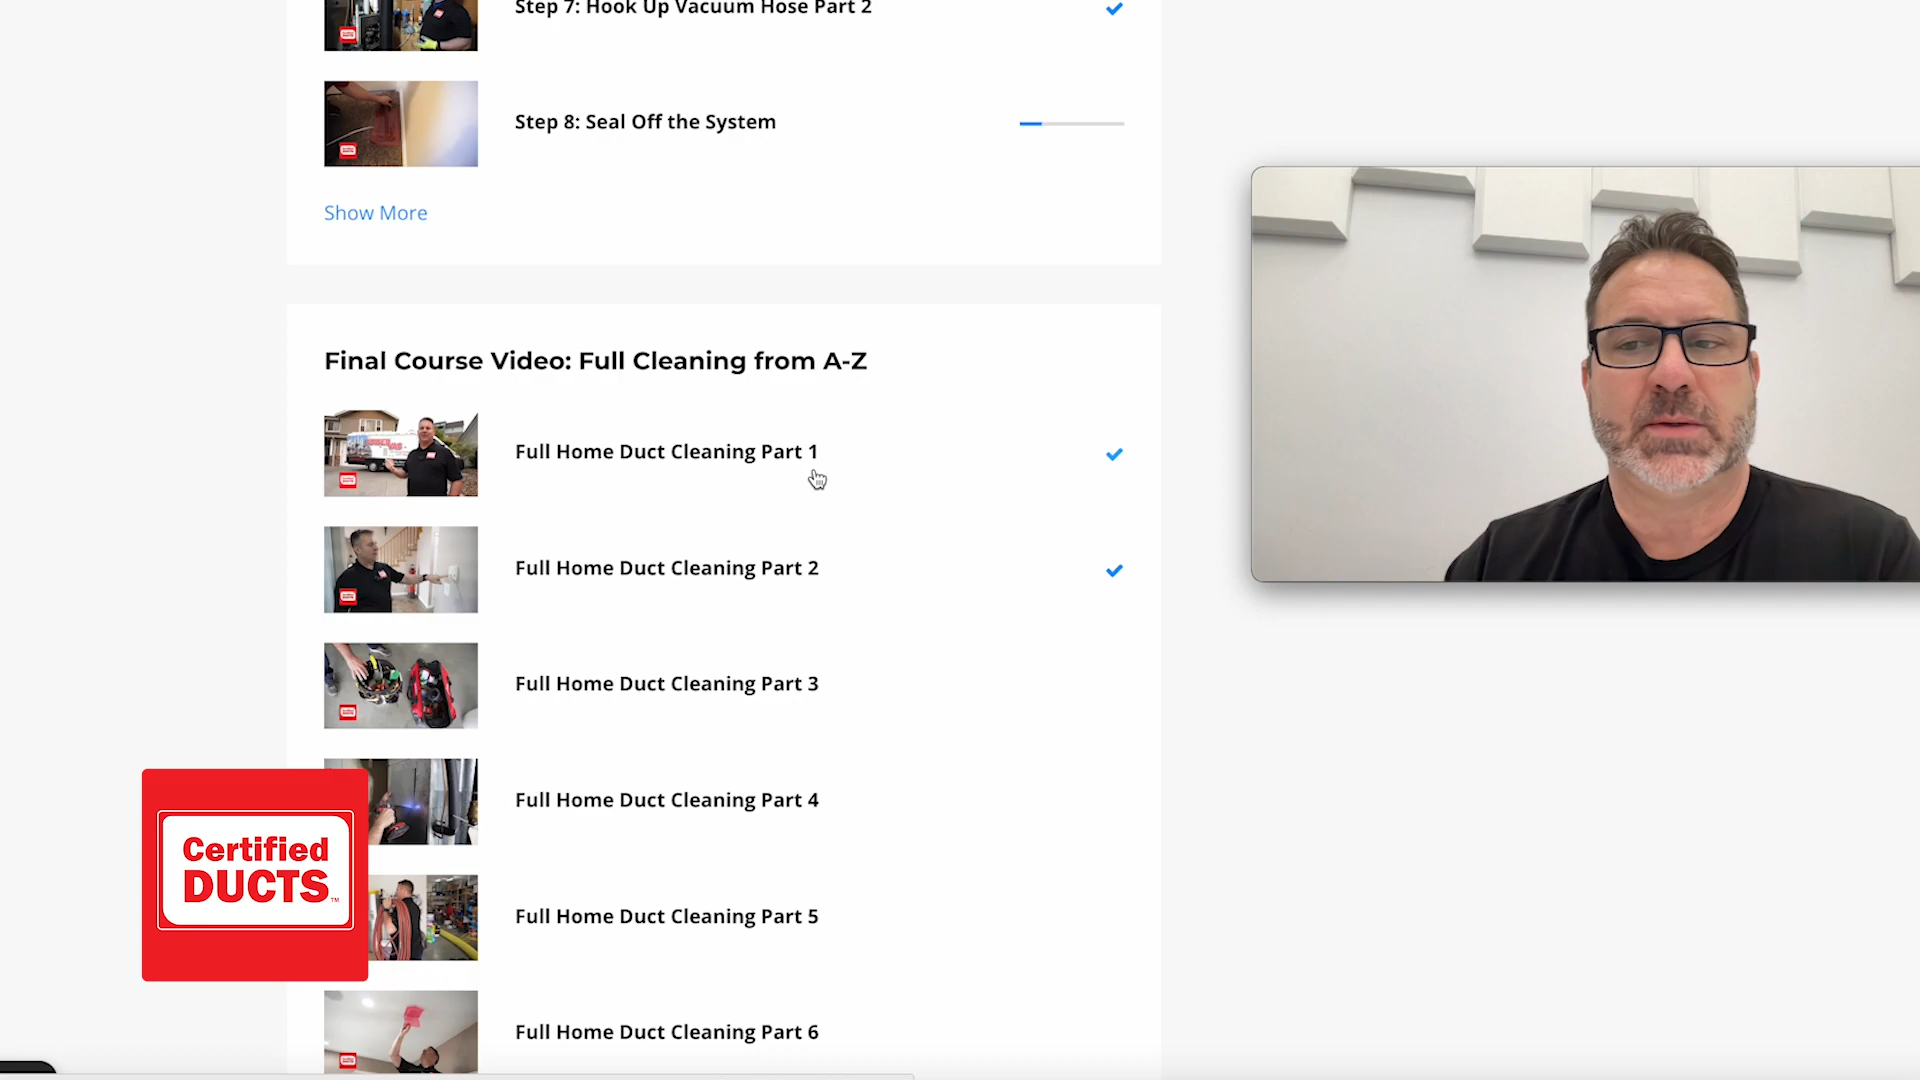 Step 7: Hook Up Vacuum Hose Part 2
Step 8: Seal Off the System
Show More
Final Course Video: Full Cleaning from A-Z
Full Home Duct Cleaning Part 1
Full Home Duct Cleaning Part 2
Full Home Duct Cleaning Part 3
Full Home Duct Cleaning Part 4
Full Home Duct Cleaning Part 5
Full Home Duct Cleaning Part 6
Certified
DUCTS™